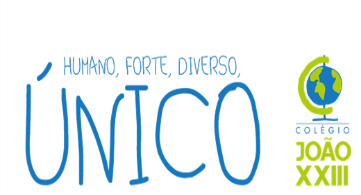 HUMANO, FORTE, DIVERSO,
ÚNICO
COLÉGIO
JOÃO
XXIII